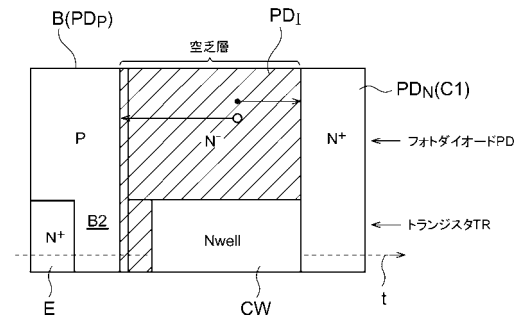 B(PDP)
空乏層
PDI
PDN(C1)
P
N-
N+
フォトダイオードPD
N+
B2
Nwell
トランジスタTR
E
CW
t